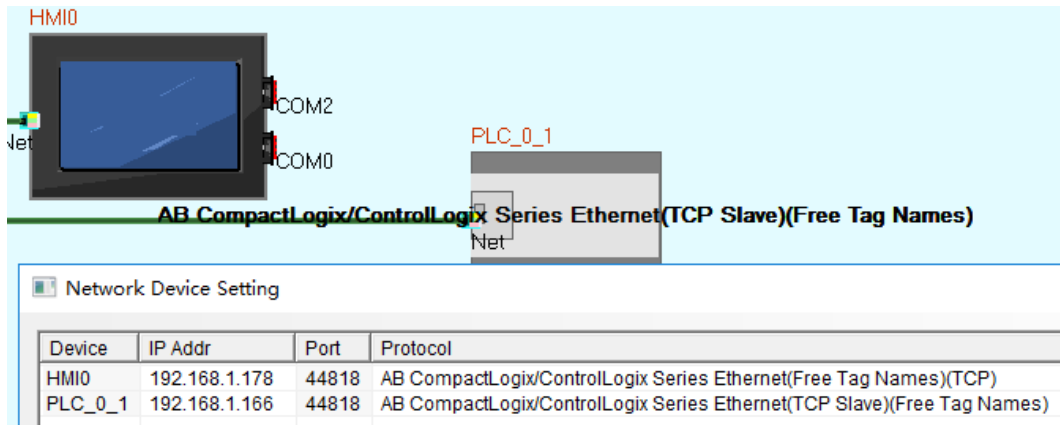 HMI0
COM2
Net
COM0
PLC_0_1
AB CompactLogix/ControlLogix Series Ethernet(TCP Slave)(Free Tag Names)
Net
Network Device Setting
Device IP Addr Port Protocol
HMI0 192.168.1.178 44818 AB CompactLogix/ControlLogix Series Ethernet(Free Tag Names)(TCP)
PLC_0_1 192.168.1.166 44818 AB CompactLogix/ControlLogix Series Ethernet(TCP Slave)(Free Tag Names)